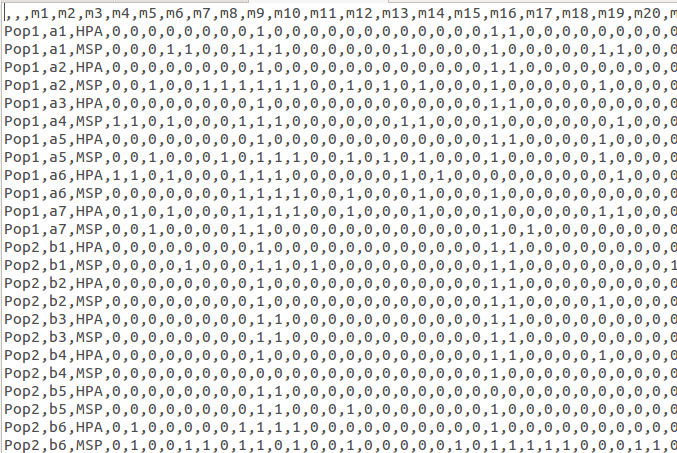 ,,,m1,m2,m3,m4,m5,m6,m7,m8,m9,m10,m11,m12,m13,m14,m15,m16,m17,m18,m19,m20,
Pop1,a1,HPA,0,0,0,0,0,0,0,0,1,0,0,0,0,0,0,0,0,0,0,0,0,1,1,0,0,0,0,0,0,0,0,0
Pop1,a1,MSP,0,0,0,1,1,0,0,1,1,1,0,0,0,0,0,0,1,0,0,0,0,1,0,0,0,0,0,1,1,0,0,0
Pop1,a2,HPA,0,0,0,0,0,0,0,0,1,0,0,0,0,0,0,0,0,0,0,0,0,1,1,0,0,0,0,0,0,0,0,0
Pop1,a2,MSP,0,0,1,0,0,1,1,1,1,1,1,0,0,1,0,1,0,1,0,0,0,1,0,0,0,0,0,1,0,0,0,0
Pop1,a3,HPA,0,0,0,0,0,0,0,0,1,0,0,0,0,0,0,0,0,0,0,0,0,1,1,0,0,0,0,0,0,0,0,0
Pop1,a4,MSP,1,1,0,1,0,0,0,1,1,1,0,0,0,0,0,0,1,1,0,0,0,1,0,0,0,0,0,0,0,1,0,0
Pop1,a5,HPA,0,0,0,0,0,0,0,0,1,0,0,0,0,0,0,0,0,0,0,0,0,1,1,0,0,0,0,1,0,0,0,0
Pop1,a5,MSP,0,0,1,0,0,0,1,0,1,1,1,0,0,1,0,1,0,1,0,0,0,1,0,0,0,0,0,1,0,0,0,0
Pop1,a6,HPA,1,1,0,1,0,0,0,1,1,1,0,0,0,0,0,0,1,0,1,0,0,0,0,0,0,0,0,0,1,0,0,0
Pop1,a6,MSP,0,0,0,0,0,0,0,1,1,1,1,0,0,1,0,0,0,1,0,0,0,1,0,0,0,0,0,0,0,0,0,0
Pop1,a7,HPA,0,1,0,1,0,0,0,1,1,1,1,0,0,1,0,0,0,1,0,0,0,1,0,0,0,0,0,1,1,0,0,0
Pop1,a7,MSP,0,0,1,0,0,0,0,1,1,1,0,0,0,0,0,0,0,0,0,0,0,1,0,1,0,0,0,0,0,0,0,0
Pop2,b1,HPA,0,0,0,0,0,0,0,0,1,0,0,0,0,0,0,0,0,0,0,0,0,1,1,0,0,0,0,0,0,0,0,0
Pop2,b1,MSP,0,0,0,0,1,0,0,0,1,1,0,1,0,0,0,0,0,0,0,0,0,1,1,0,0,0,0,0,0,0,0,1
Pop2,b2,HPA,0,0,0,0,0,0,0,0,1,0,0,0,0,0,0,0,0,0,0,0,0,1,1,0,0,0,0,0,0,0,0,0
Pop2,b2,MSP,0,0,0,0,0,0,0,0,1,1,0,0,0,0,0,0,0,0,0,0,0,1,1,0,0,0,0,1,0,0,0,0
Pop2,b3,HPA,0,0,0,0,0,0,0,0,1,1,0,0,0,0,0,0,0,0,0,0,0,1,1,0,0,0,0,0,0,0,0,0
Pop2,b3,MSP,0,0,0,0,0,0,0,0,1,1,0,0,0,0,0,0,0,0,0,0,0,1,1,0,0,0,0,0,0,0,0,0
Pop2,b4,HPA,0,0,0,0,0,0,0,0,1,0,0,0,0,0,0,0,0,0,0,0,0,1,1,0,0,0,0,1,0,0,0,0
Pop2,b4,MSP,0,0,0,0,0,0,0,0,0,0,0,0,0,0,0,0,0,0,0,0,0,1,0,0,0,0,0,0,0,0,0,0
Pop2,b5,HPA,0,0,0,0,0,0,0,0,1,1,0,0,0,0,0,0,0,0,0,0,0,0,0,0,0,0,0,0,0,0,0,0
Pop2,b5,MSP,0,0,0,0,0,0,0,0,1,1,0,0,0,1,0,0,0,0,0,0,0,1,1,0,0,0,0,0,0,0,0,0
Pop2,b6,HPA,0,1,0,0,0,0,0,1,1,1,1,0,0,0,0,0,0,0,0,0,0,1,1,0,0,0,0,0,0,0,0,0
Pop2,b6,MSP,0,1,0,0,1,1,0,1,1,0,1,0,0,1,0,0,0,0,0,1,0,1,1,1,1,1,0,0,0,1,1,0